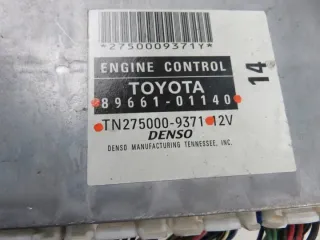 *2750009371Y*
ENGINE CONTROL
14
TOYOTA
89661-01140
TN275000-9371 12V
DENSO
DENSO MANUFACTURING TENNESSEE, INC.